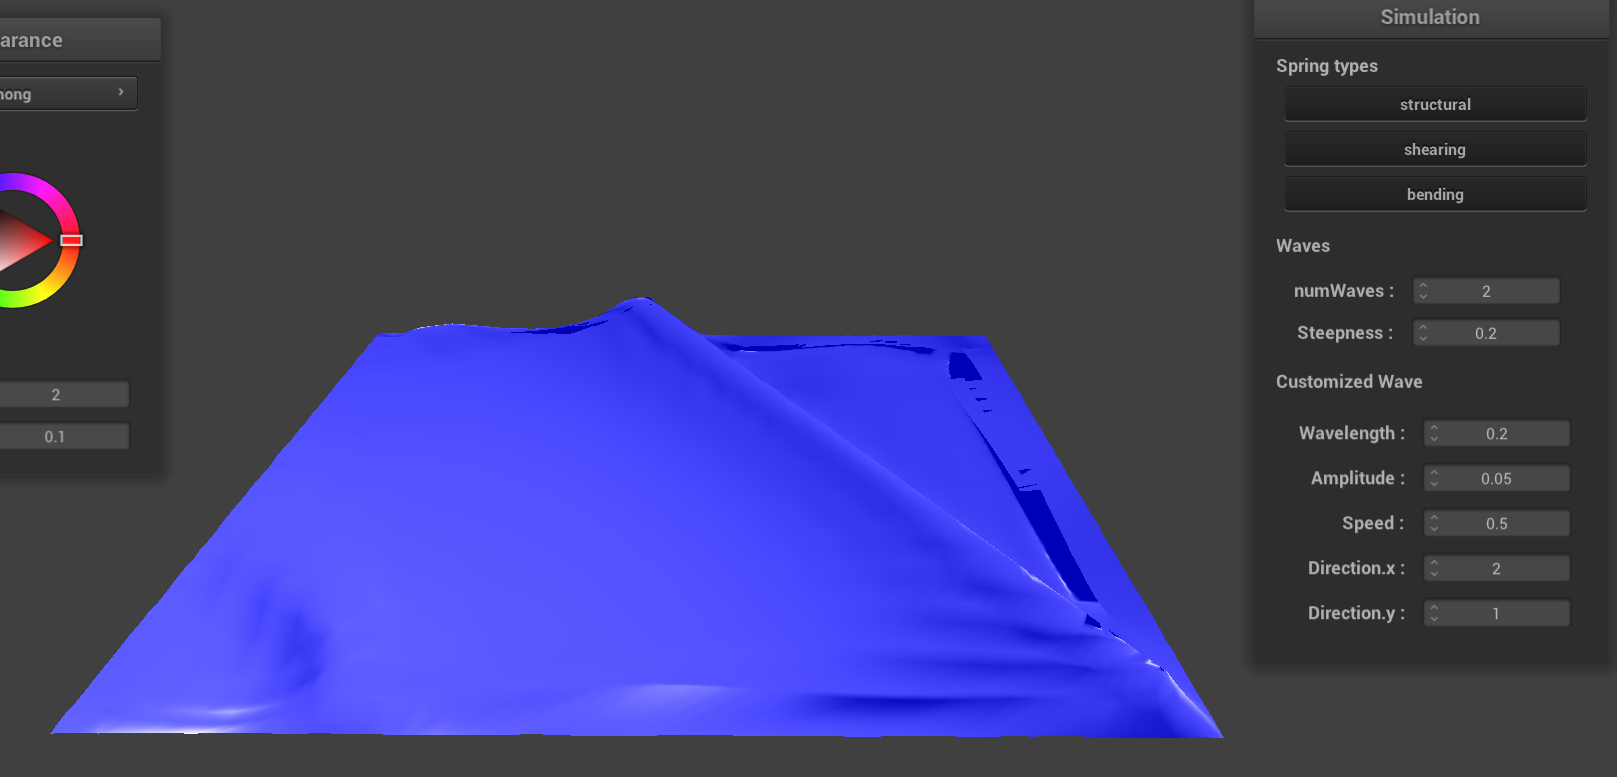 arance
hong
2
0.1
Simulation
Spring types
structural
shearing
bending
Waves
numWaves : 2
Steepness : 0.2
Customized Wave
Wavelength : 0.2
Amplitude : 0.05
Speed : 0.5
Direction.x : 2
Direction.y : 1